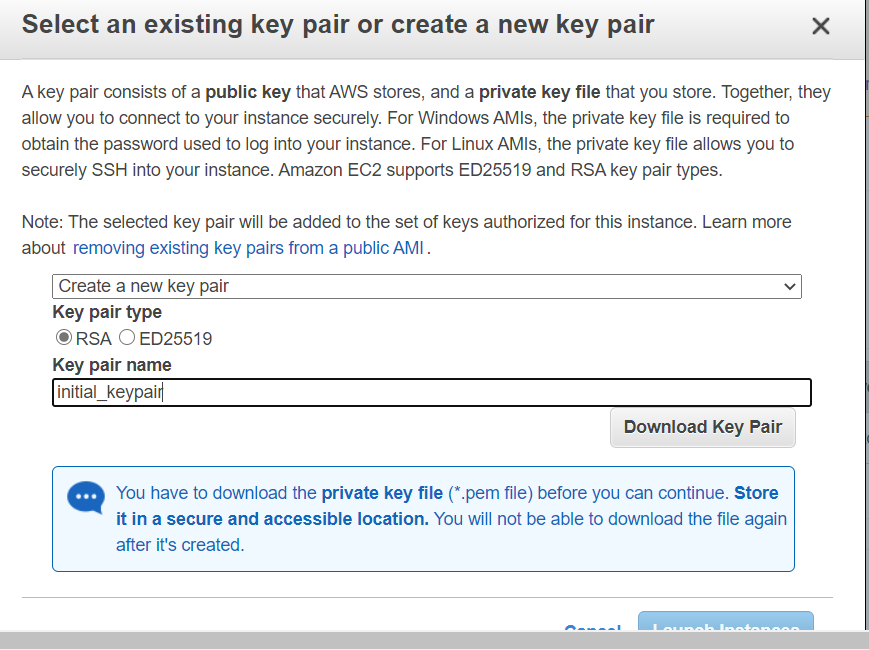 Select an existing key pair or create a new key pair
A key pair consists of a public key that AWS stores, and a private key file that you store. Together, they
allow you to connect to your instance securely. For Windows AMIs, the private key file is required to
obtain the password used to log into your instance. For Linux AMIs, the private key file allows you to
securely SSH into your instance. Amazon EC2 supports ED25519 and RSA key pair types.
Note: The selected key pair will be added to the set of keys authorized for this instance. Learn more
about removing existing key pairs from a public AMI.
Create a new key pair
Key pair type
RSA ED25519
Key pair name
initial_keypair
Download Key Pair
You have to download the private key file (*.pem file) before you can continue. Store
it in a secure and accessible location. You will not be able to download the file again
after it's created.
Cancel Launch Instances